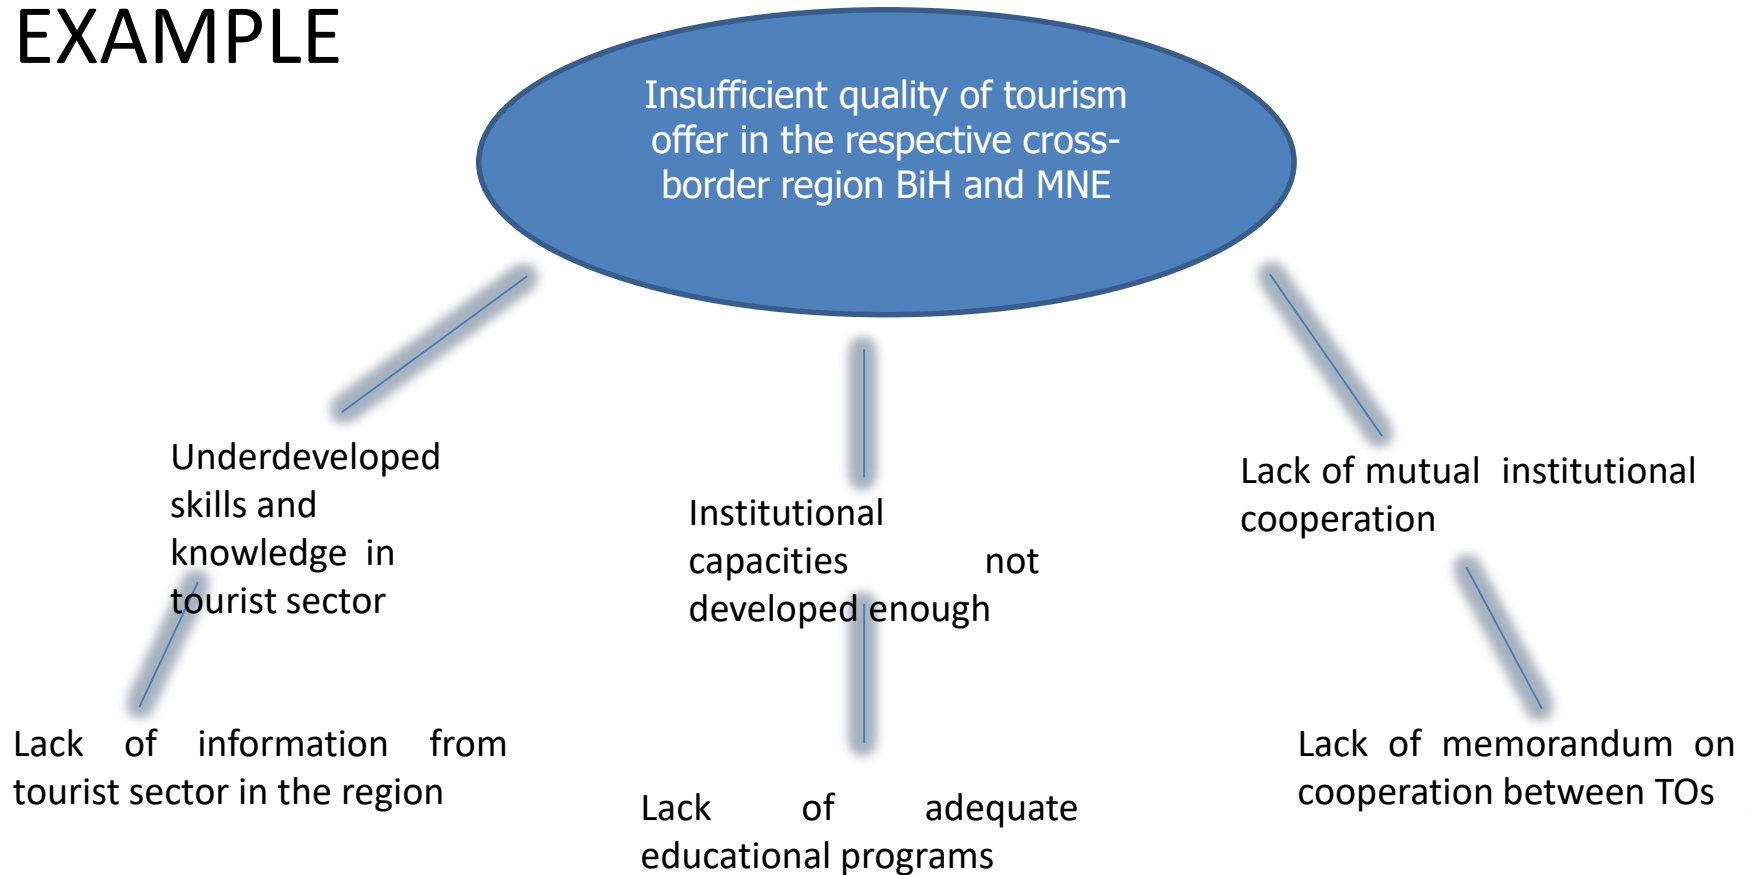 EXAMPLE
Insufficient quality of tourism
offer in the respective cross-
border region BiH and MNE
Underdeveloped
skills and
knowledge in
tourist sector
Institutional
capacities not
developed enough
Lack of mutual institutional
cooperation
Lack of information from
tourist sector in the region
Lack of adequate
educational programs
Lack of memorandum on
cooperation between TOs